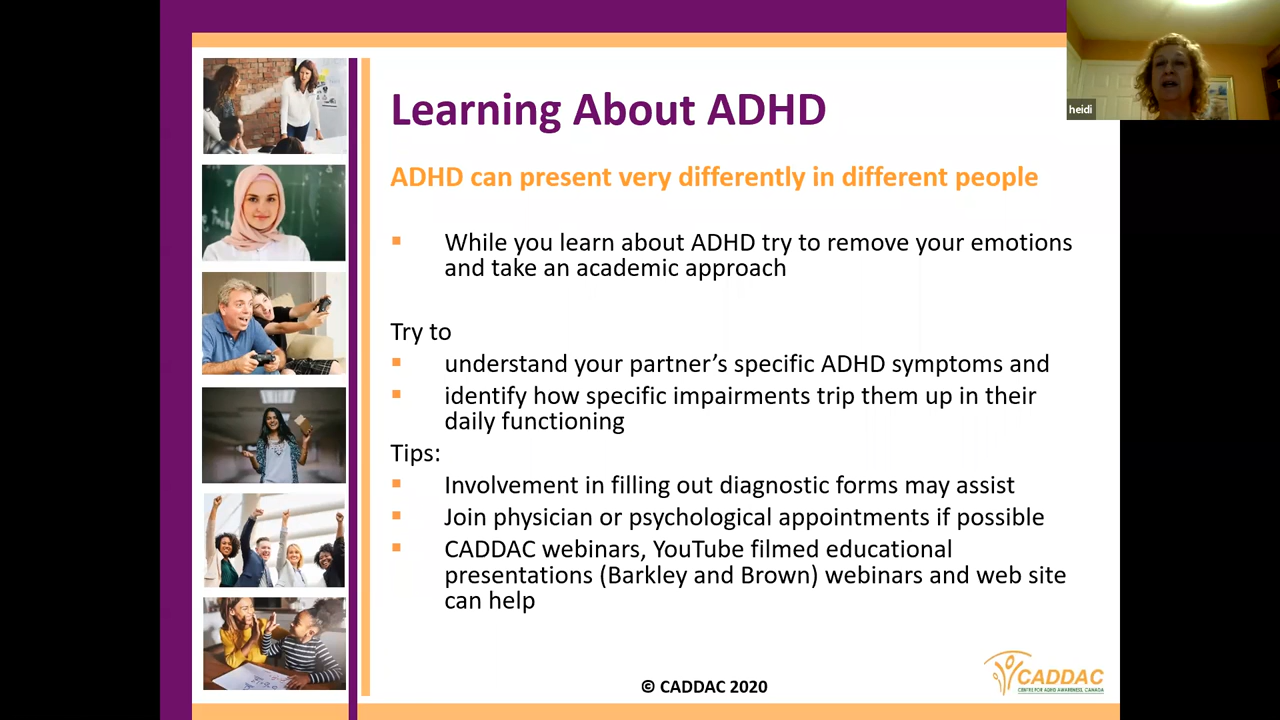 heidi
Learning About ADHD
ADHD can present very differently in different people
▪ While you learn about ADHD try to remove your emotions
and take an academic approach
Try to
▪ understand your partner’s specific ADHD symptoms and
▪ identify how specific impairments trip them up in their
daily functioning
Tips:
▪ Involvement in filling out diagnostic forms may assist
▪ Join physician or psychological appointments if possible
▪ CADDAC webinars, YouTube filmed educational
presentations (Barkley and Brown) webinars and web site
can help
© CADDAC 2020
CADDAC
CENTRE FOR ADHD AWARENESS, CANADA